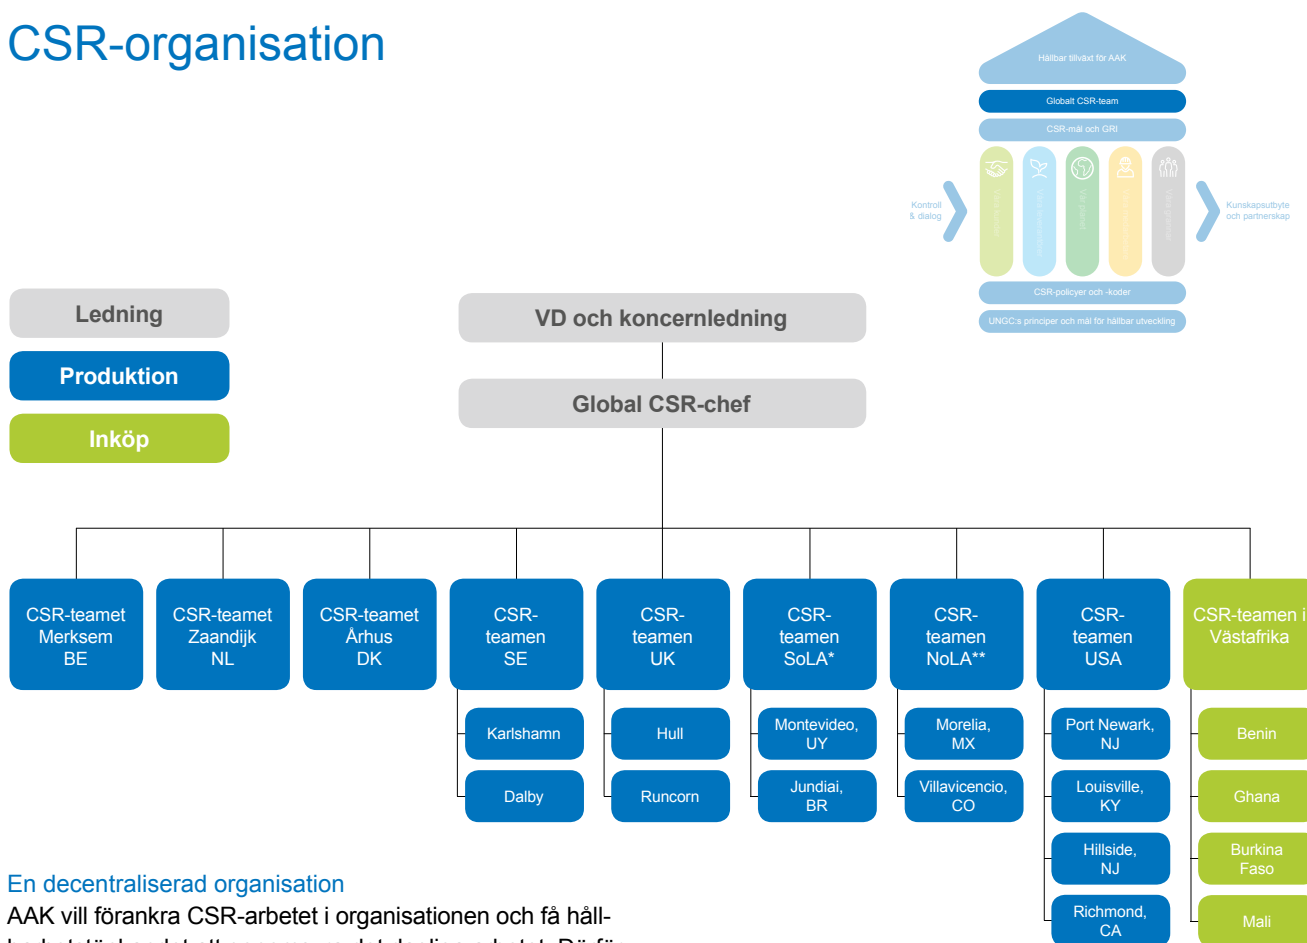 CSR-organisation
Hållbar tillväxt för AAK
Globalt CSR-team
CSR-mål och GRI
Kontroll
& dialog
Kunskapsutbyte
och partnerskap
CSR-policyer och -koder
UNGC:s principer och mål för hållbar utveckling
Ledning
Produktion
Inköp
VD och koncernledning
Global CSR-chef
CSR-teamet
Merksem
BE
CSR-teamet
Zaandijk
NL
CSR-teamet
Århus
DK
CSR-
teamen
SE
CSR-
teamen
UK
CSR-
teamen
SoLA*
CSR-
teamen
NoLA**
CSR-
teamen
USA
CSR-teamen i
Västafrika
Karlshamn
Dalby
Hull
Runcorn
Montevideo,
UY
Jundiai,
BR
Morelia,
MX
Villavicencio,
CO
Port Newark,
NJ
Louisville,
KY
Hillside,
NJ
Richmond,
CA
Benin
Ghana
Burkina
Faso
Mali
En decentraliserad organisation
AAK vill förankra CSR-arbetet i organisationen och få håll-